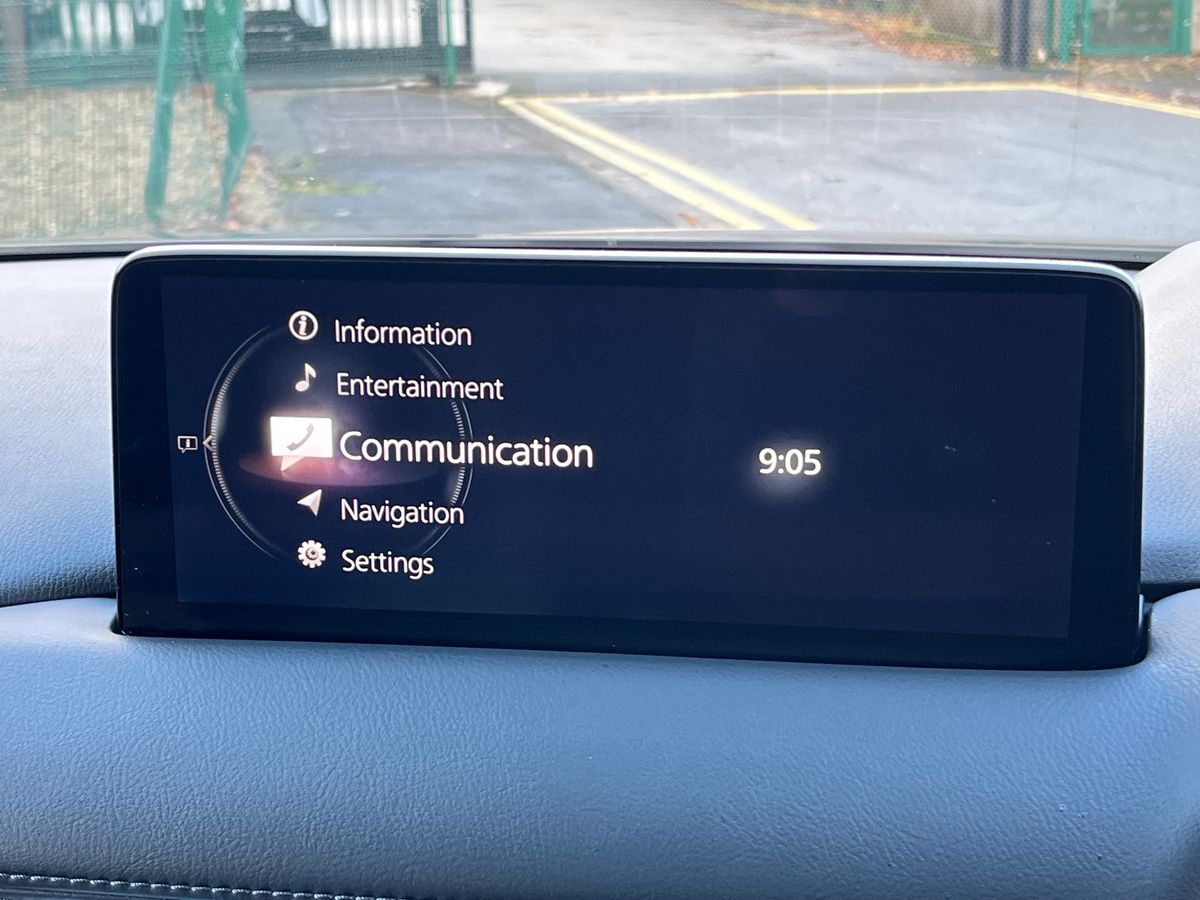 Information
Entertainment
Communication
9:05
Navigation
Settings